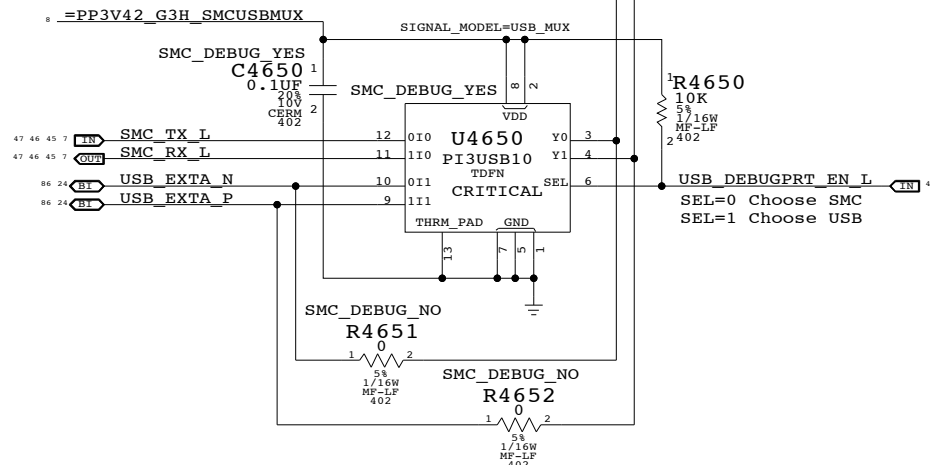 8 =PP3V42_G3H_SMCUSBMUX
SIGNAL_MODEL=USB_MUX
SMC_DEBUG_YES
C4650 1
0.1UF
20%
10V
CERM 2
402
SMC_DEBUG_YES
8 2
VDD
1 R4650
10K
5%
1/16W
MF-LF
2 402
47 46 45 7 IN SMC_TX_L 12 0I0 U4650 Y0 3
47 46 45 7 OUT SMC_RX_L 11 1I0 PI3USB10 Y1 4
TDFN
86 24 BI USB_EXTA_N 10 0I1 CRITICAL SEL 6 USB_DEBUGPRT_EN_L IN 4
86 24 BI USB_EXTA_P 9 1I1
SEL=0 Choose SMC
SEL=1 Choose USB
THRM_PAD GND
13 7 5 1
SMC_DEBUG_NO
R4651
0
1 2
5%
1/16W
MF-LF
402
SMC_DEBUG_NO
R4652
0
1 2
5%
1/16W
MF-LF
402